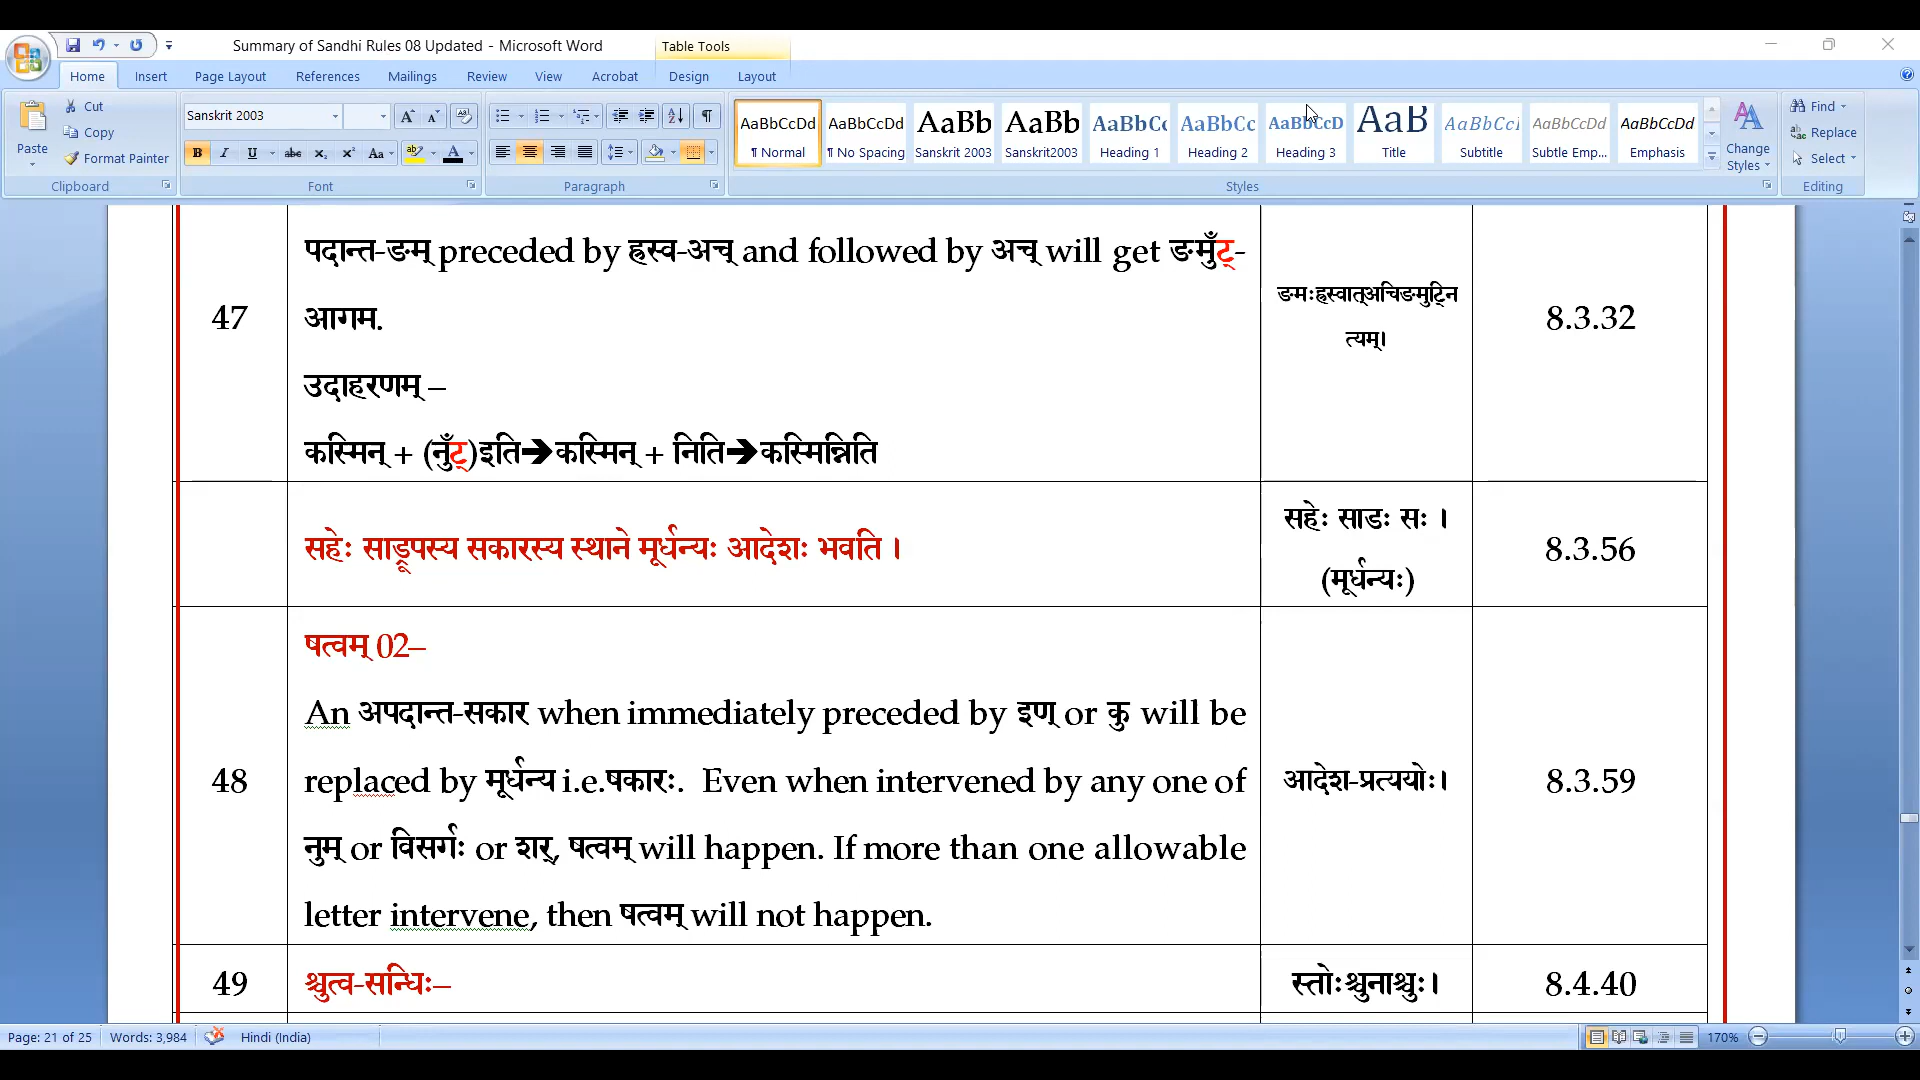 Summary of Sandhi Rules 08 Updated - Microsoft Word
Table Tools
Home Insert Page Layout References Mailings Review View Acrobat Design Layout
Paste
Cut
Copy
Format Painter
Clipboard
Sanskrit 2003
Font
Paragraph
AaBbCcDd AaBbCcDd AaBb AaBb AaBbCc AaBbCc AaBbCcD AaB AaBbCcI AaBbCcDd AaBbCcDd
¶ Normal ¶ No Spacing Sanskrit 2003 Sanskrit2003 Heading 1 Heading 2 Heading 3 Title Subtitle Subtle Emp... Emphasis
Change Styles
Styles
Find
Replace
Select
Editing
47
पदान्त-ङम् preceded by ह्रस्व-अच् and followed by अच् will get ङमुँट्-
आगम.
उदाहरणम् –
कस्मिन् + (नुँट्)इति➔कस्मिन् + निति➔कस्मिन्निति
ङमःह्रस्वात्अचिङमुट्नि
त्यम्।
8.3.32
सहेः साड्रूपस्य सकारस्य स्थाने मूर्धन्यः आदेशः भवति ।
सहेः साडः सः ।
(मूर्धन्यः)
8.3.56
48
षत्वम् 02–
An अपदान्त-सकार when immediately preceded by इण् or कु will be
replaced by मूर्धन्य i.e.षकारः. Even when intervened by any one of
नुम् or विसर्गः or शर्, षत्वम् will happen. If more than one allowable
letter intervene, then षत्वम् will not happen.
आदेश-प्रत्ययोः।
8.3.59
49
श्चुत्व-सन्धिः–
स्तोःश्चुनाश्चुः।
8.4.40
Page: 21 of 25 Words: 3,984 Hindi (India) 170%